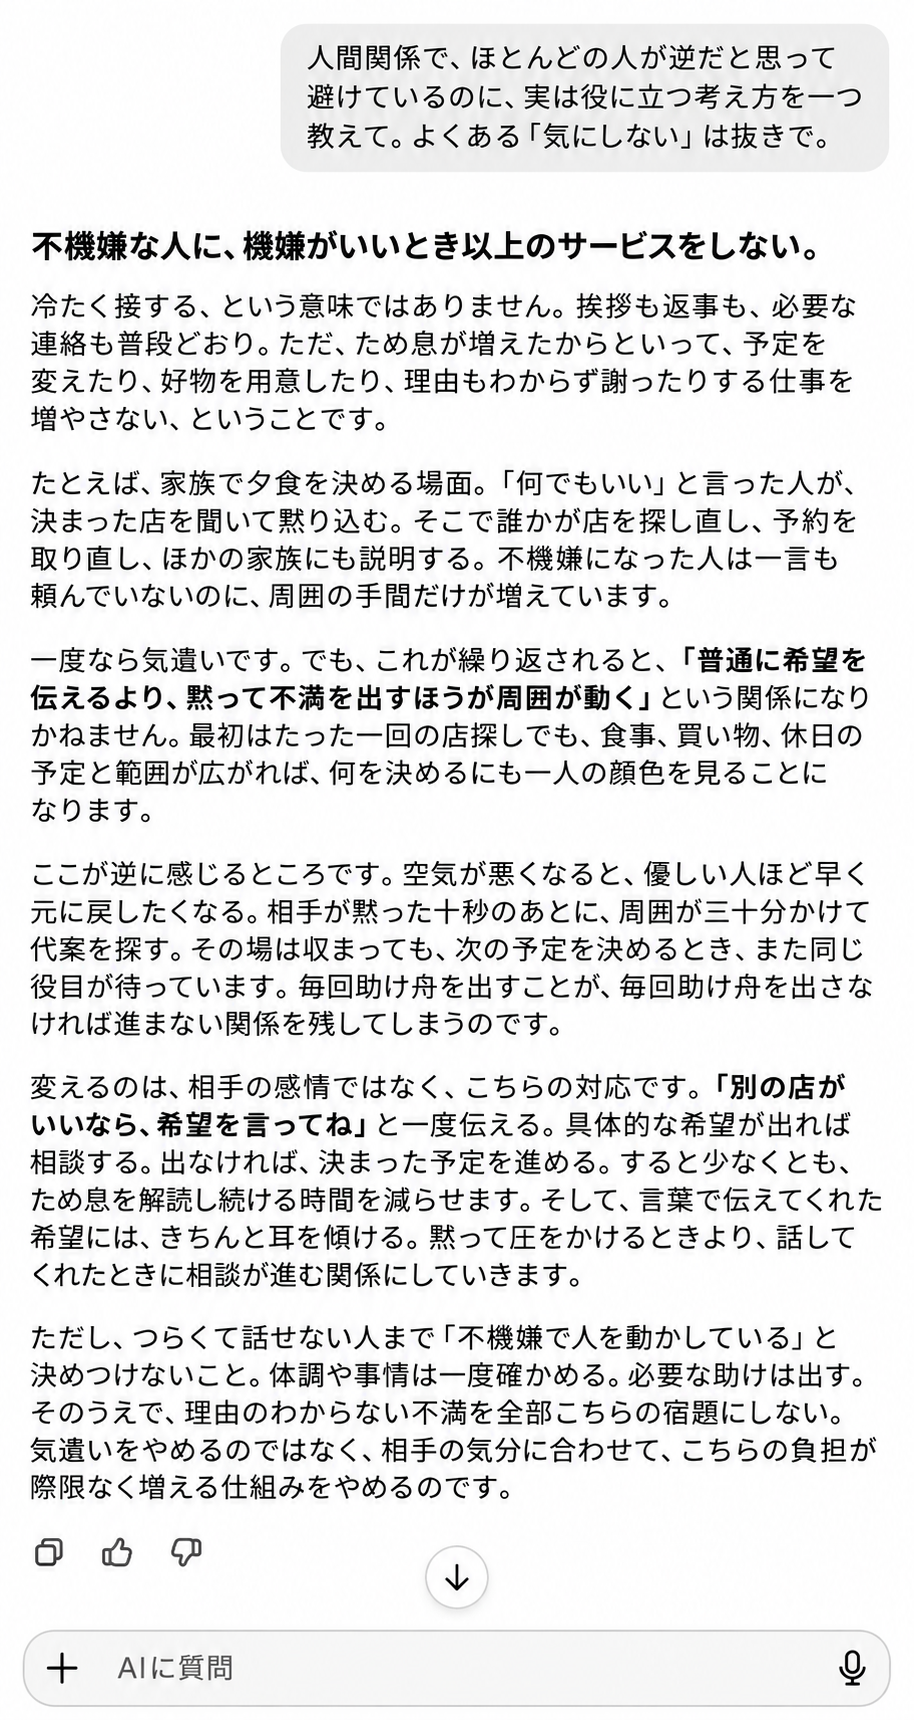 人間関係で、ほとんどの人が逆だと思って
避けているのに、実は役に立つ考え方を一つ
教えて。よくある「気にしない」は抜きで。
不機嫌な人に、機嫌がいいとき以上のサービスをしない。
冷たく接する、という意味ではありません。挨拶も返事も、必要な
連絡も普段どおり。ただ、ため息が増えたからといって、予定を
変えたり、好物を用意したり、理由もわからず謝ったりする仕事を
増やさない、ということです。
たとえば、家族で夕食を決める場面。「何でもいい」と言った人が、
決まった店を聞いて黙り込む。そこで誰かが店を探し直し、予約を
取り直し、ほかの家族にも説明する。不機嫌になった人は一言も
頼んでいないのに、周囲の手間だけが増えています。
一度なら気遣いです。でも、これが繰り返されると、「普通に希望を
伝えるより、黙って不満を出すほうが周囲が動く」という関係になり
かねません。最初はたった一回の店探しでも、食事、買い物、休日の
予定と範囲が広がれば、何を決めるにも一人の顔色を見ることに
なります。
ここが逆に感じるところです。空気が悪くなると、優しい人ほど早く
元に戻したくなる。相手が黙った十秒のあとに、周囲が三十分かけて
代案を探す。その場は収まっても、次の予定を決めるとき、また同じ
役目が待っています。毎回助け舟を出すことが、毎回助け舟を出さな
ければ進まない関係を残してしまうのです。
変えるのは、相手の感情ではなく、こちらの対応です。「別の店が
いいなら、希望を言ってね」と一度伝える。具体的な希望が出れば
相談する。出なければ、決まった予定を進める。すると少なくとも、
ため息を解読し続ける時間を減らせます。そして、言葉で伝えてくれた
希望には、きちんと耳を傾ける。黙って圧をかけるときより、話して
くれたときに相談が進む関係にしていきます。
ただし、つらくて話せない人まで「不機嫌で人を動かしている」と
決めつけないこと。体調や事情は一度確かめる。必要な助けは出す。
そのうえで、理由のわからない不満を全部こちらの宿題にしない。
気遣いをやめるのではなく、相手の気分に合わせて、こちらの負担が
際限なく増える仕組みをやめるのです。
AIに質問